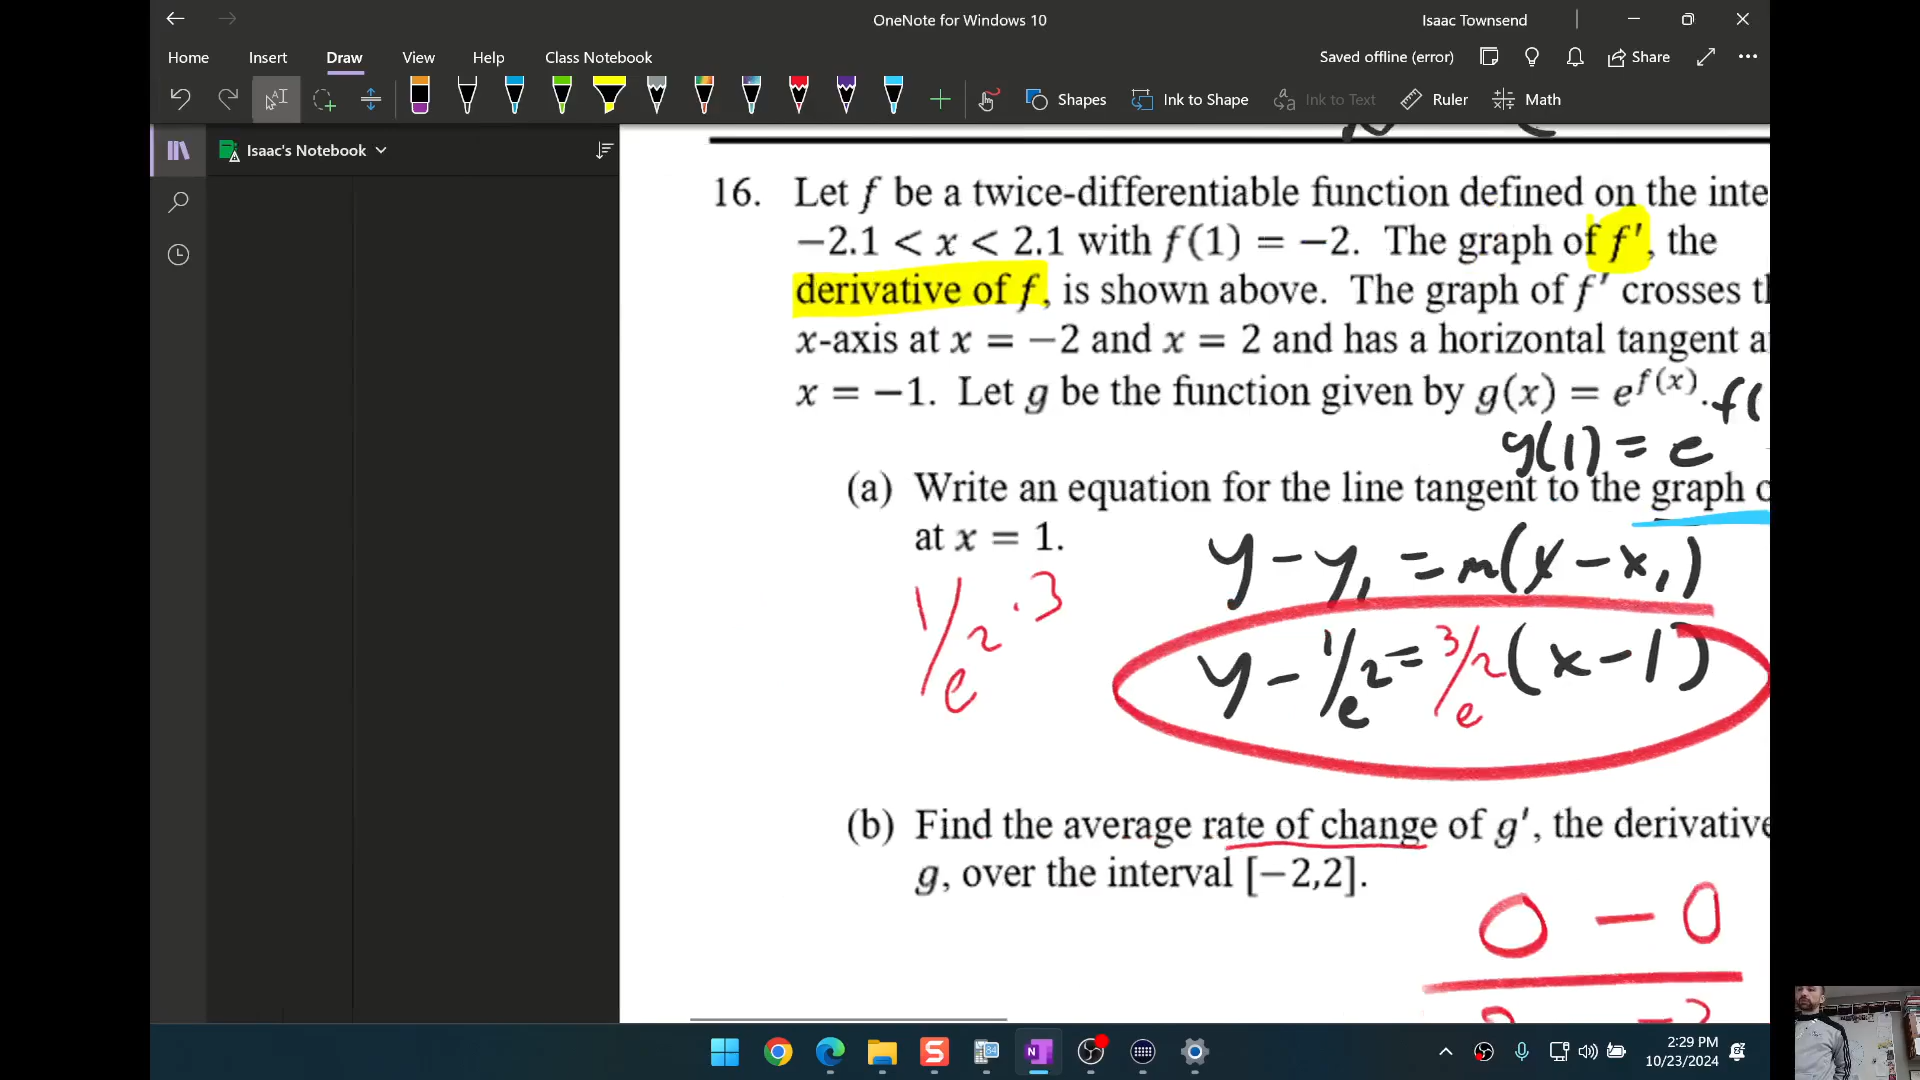 OneNote for Windows 10
Isaac Townsend
Home Insert Draw View Help Class Notebook
Saved offline (error) Share
Shapes Ink to Shape Ink to Text Ruler Math
Isaac's Notebook
16. Let f be a twice-differentiable function defined on the inte
−2.1 < x < 2.1 with f(1) = −2. The graph of f′, the
derivative of f, is shown above. The graph of f′ crosses t
x-axis at x = −2 and x = 2 and has a horizontal tangent a
x = −1. Let g be the function given by g(x) = e^f(x). f(
g(1) = e
(a) Write an equation for the line tangent to the graph
at x = 1.
y − y₁ = m(x − x₁)
1/e² · 3
y − 1/e² = 3/e² (x − 1)
(b) Find the average rate of change of g′, the derivative
g, over the interval [−2,2].
0 − 0
2:29 PM
10/23/2024